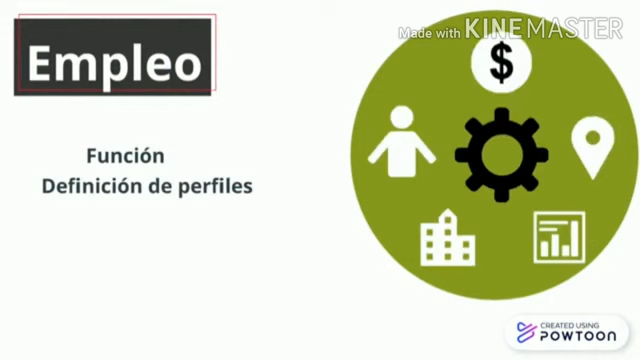 Made with KINEMASTER
Empleo
$
Función
Definición de perfiles
CREATED USING
POWTOON